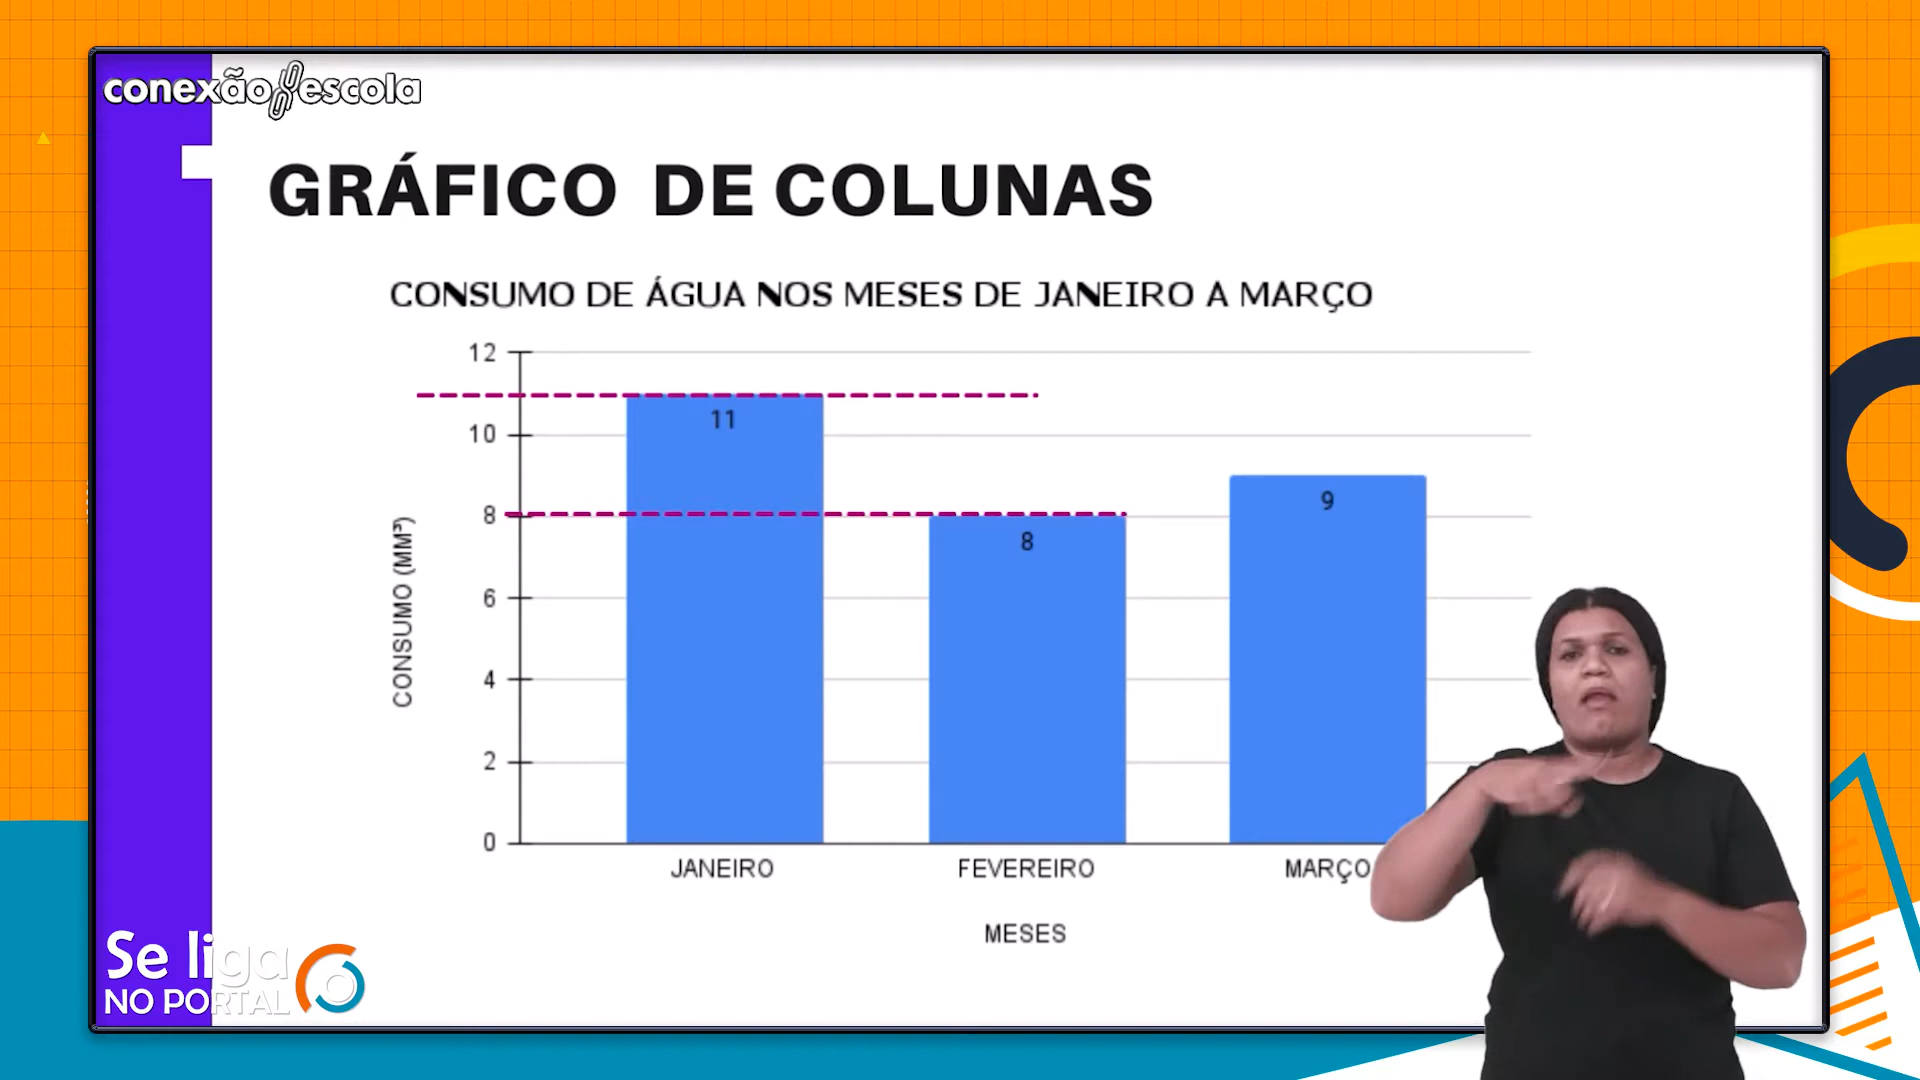 conexão escola
GRÁFICO DE COLUNAS
CONSUMO DE ÁGUA NOS MESES DE JANEIRO A MARÇO
12
10
8
6
4
2
0
CONSUMO (MM³)
11
8
9
JANEIRO
FEVEREIRO
MARÇO
MESES
Se liga
NO PORTAL